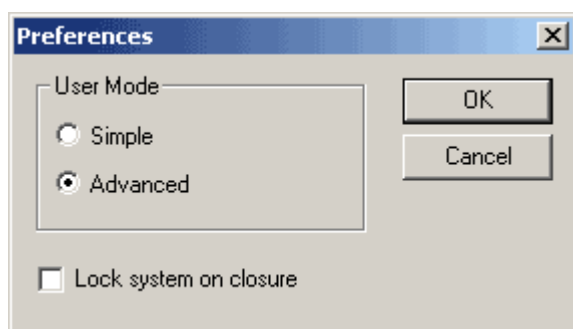 Preferences
User Mode
Simple
Advanced
OK
Cancel
Lock system on closure